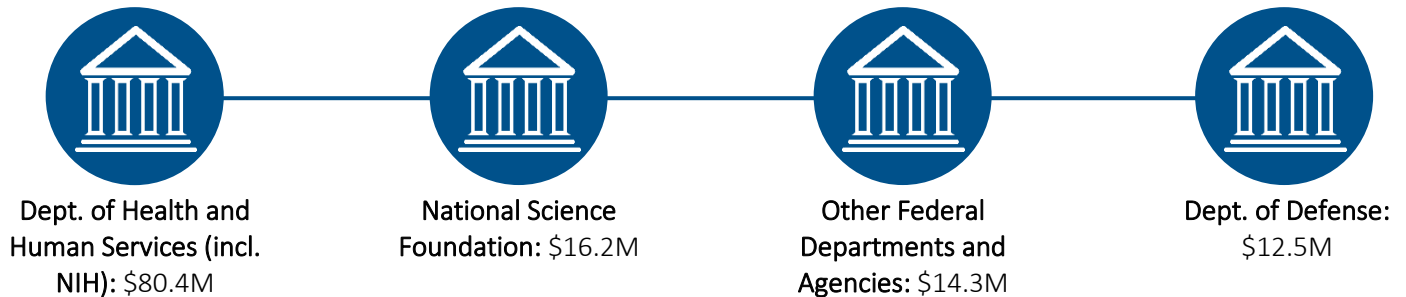 Dept. of Health and
Human Services (incl.
NIH): $80.4M
National Science
Foundation: $16.2M
Other Federal
Departments and
Agencies: $14.3M
Dept. of Defense:
$12.5M